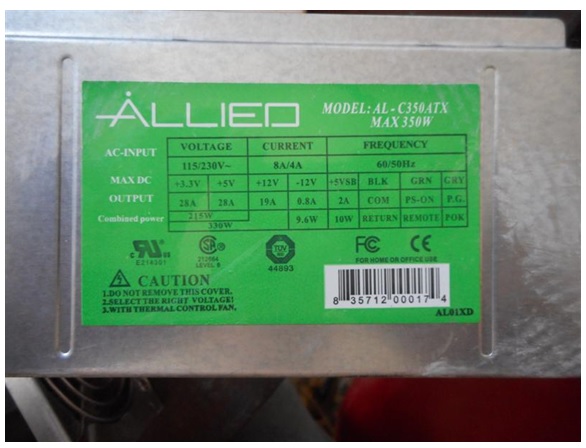 ALLIED
MODEL: AL - C350ATX
MAX 350W
AC-INPUT VOLTAGE CURRENT FREQUENCY
115/230V~ 8A/4A 60/50Hz
MAX DC +3.3V +5V +12V -12V +5VSB BLK GRN GRY
OUTPUT 28A 28A 19A 0.8A 2A COM PS-ON P.G.
Combined power 215W 9.6W 10W RETURN REMOTE POK
330W
FOR HOME OR OFFICE USE
LEVEL 6
44893
CAUTION
1.DO NOT REMOVE THIS COVER.
2.SELECT THE RIGHT VOLTAGE!
3.WITH THERMAL CONTROL FAN.
8 35712 00017 4
AL01XD